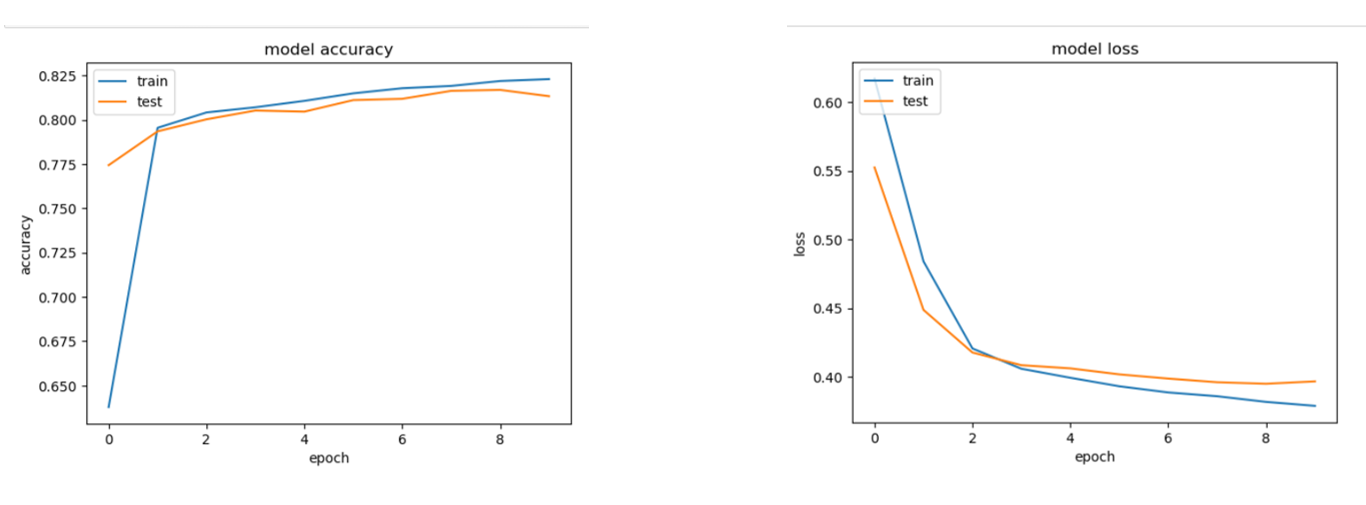 model accuracy
train
test
0.825
0.800
0.775
0.750
0.725
0.700
0.675
0.650
accuracy
0 2 4 6 8
epoch
model loss
train
test
0.60
0.55
0.50
0.45
0.40
loss
0 2 4 6 8
epoch